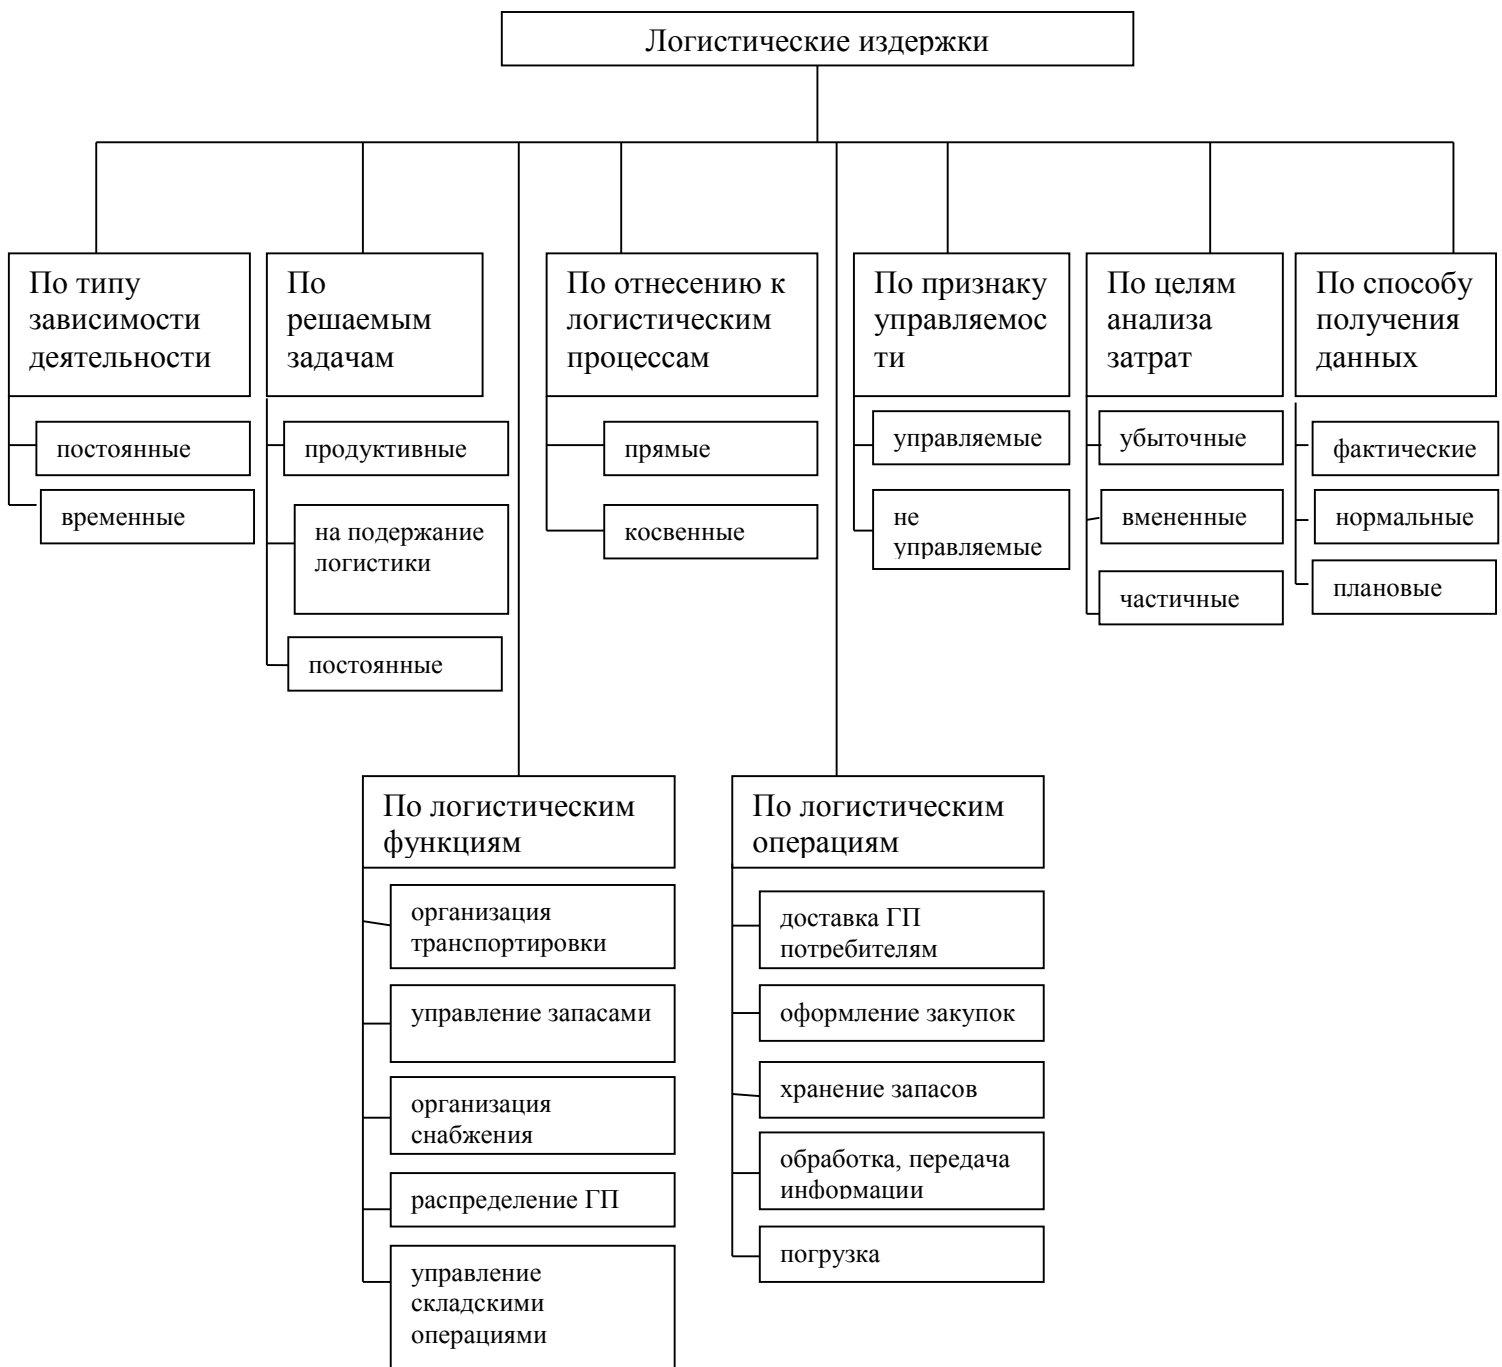 Логистические издержки
По типу
зависимости
деятельности
постоянные
временные
По
решаемым
задачам
продуктивные
на подержание
логистики
постоянные
По отнесению к
логистическим
процессам
прямые
косвенные
По признаку
управляемос
ти
управляемые
не
управляемые
По целям
анализа
затрат
убыточные
вмененные
частичные
По способу
получения
данных
фактические
нормальные
плановые
По логистическим
функциям
организация
транспортировки
управление запасами
организация
снабжения
распределение ГП
управление
складскими
операциями
По логистическим
операциям
доставка ГП
потребителям
оформление закупок
хранение запасов
обработка, передача
информации
погрузка